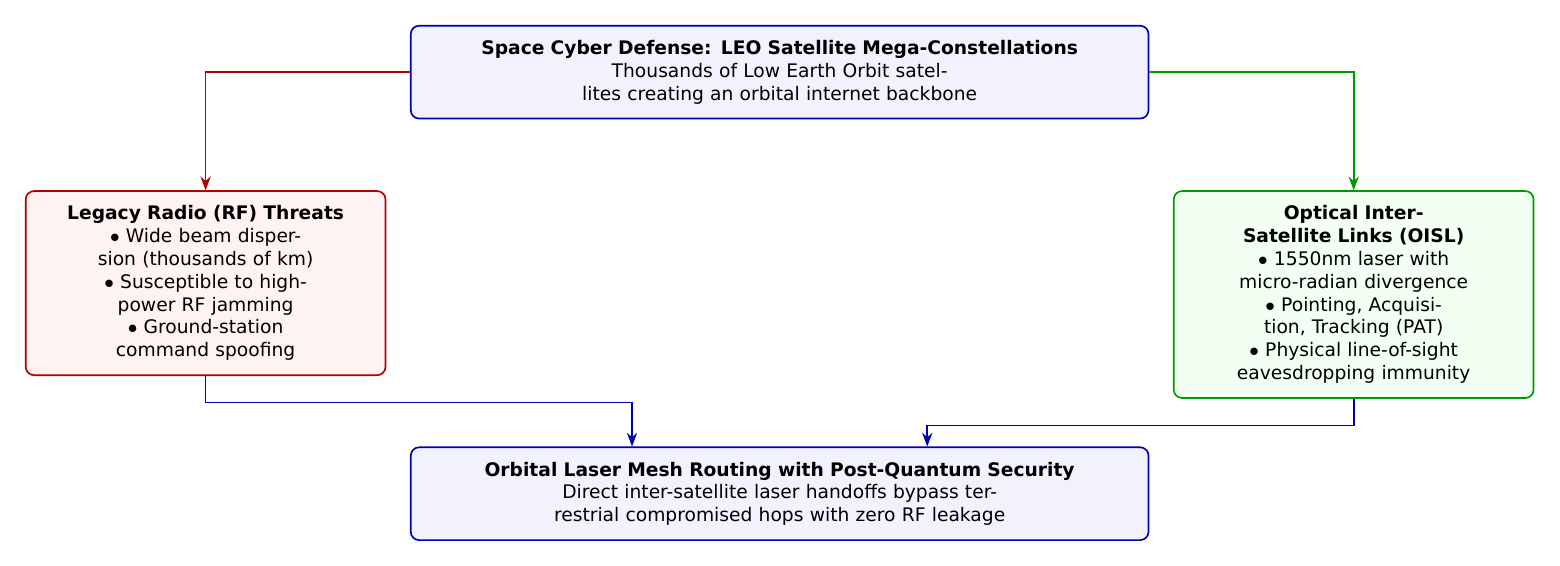 Space Cyber Defense: LEO Satellite Mega-Constellations
Thousands of Low Earth Orbit satel-
lites creating an orbital internet backbone
Legacy Radio (RF) Threats
• Wide beam disper-
sion (thousands of km)
• Susceptible to high-
power RF jamming
• Ground-station
command spoofing
Optical Inter-
Satellite Links (OISL)
• 1550nm laser with
micro-radian divergence
• Pointing, Acquisi-
tion, Tracking (PAT)
• Physical line-of-sight
eavesdropping immunity
Orbital Laser Mesh Routing with Post-Quantum Security
Direct inter-satellite laser handoffs bypass ter-
restrial compromised hops with zero RF leakage